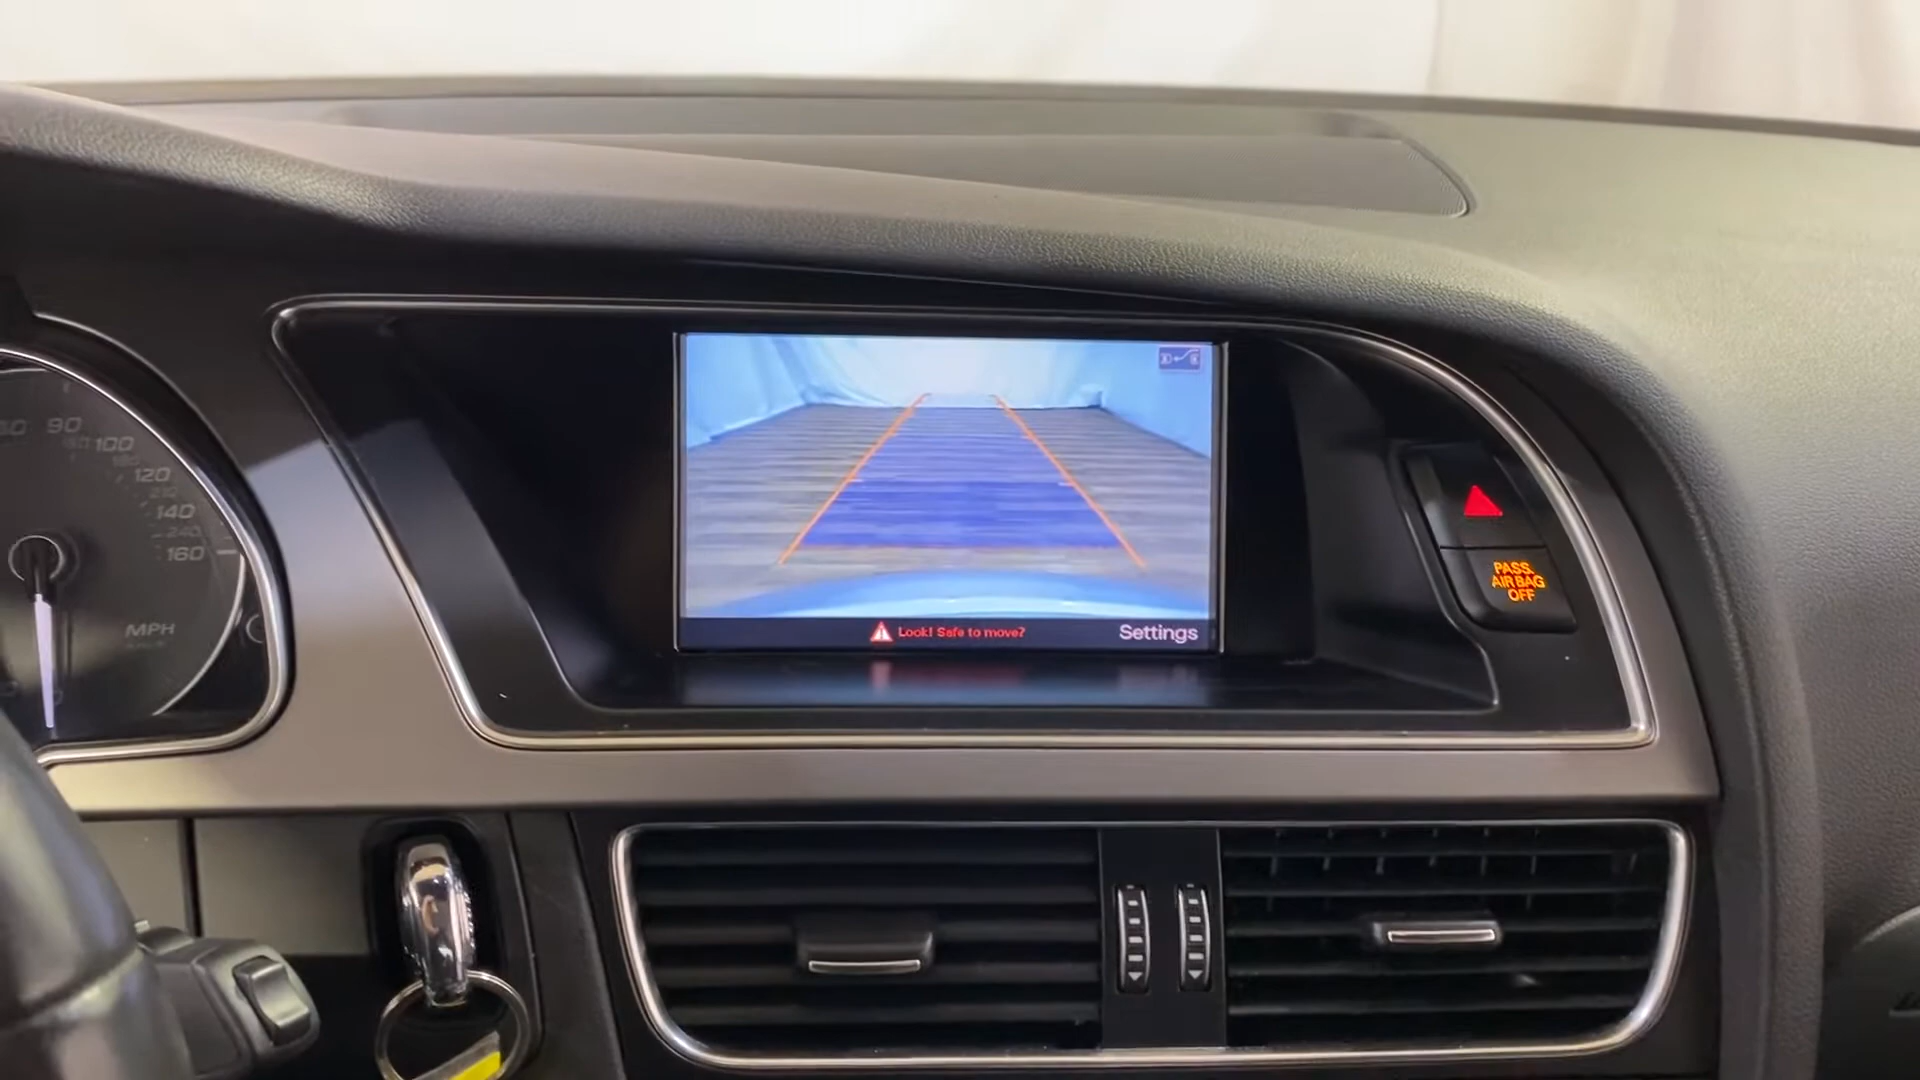 90
100
120
140
160
MPH
Look! Safe to move?
Settings
PASS.
AIR BAG
OFF